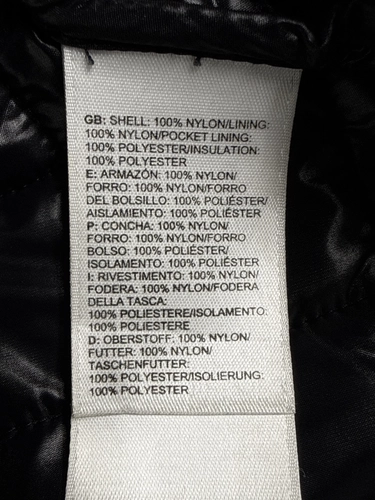 GB: SHELL: 100% NYLON/LINING:
100% NYLON/POCKET LINING:
100% POLYESTER/INSULATION:
100% POLYESTER
E: ARMAZÓN: 100% NYLON/
FORRO: 100% NYLON/FORRO
DEL BOLSILLO: 100% POLIÉSTER/
AISLAMIENTO: 100% POLIÉSTER
P: CONCHA: 100% NYLON/
FORRO: 100% NYLON/FORRO
BOLSO: 100% POLIÉSTER/
ISOLAMENTO: 100% POLIÉSTER
I: RIVESTIMENTO: 100% NYLON/
FODERA: 100% NYLON/FODERA
DELLA TASCA:
100% POLIESTERE/ISOLAMENTO:
100% POLIESTERE
D: OBERSTOFF: 100% NYLON/
FUTTER: 100% NYLON/
TASCHENFUTTER:
100% POLYESTER/ISOLIERUNG:
100% POLYESTER